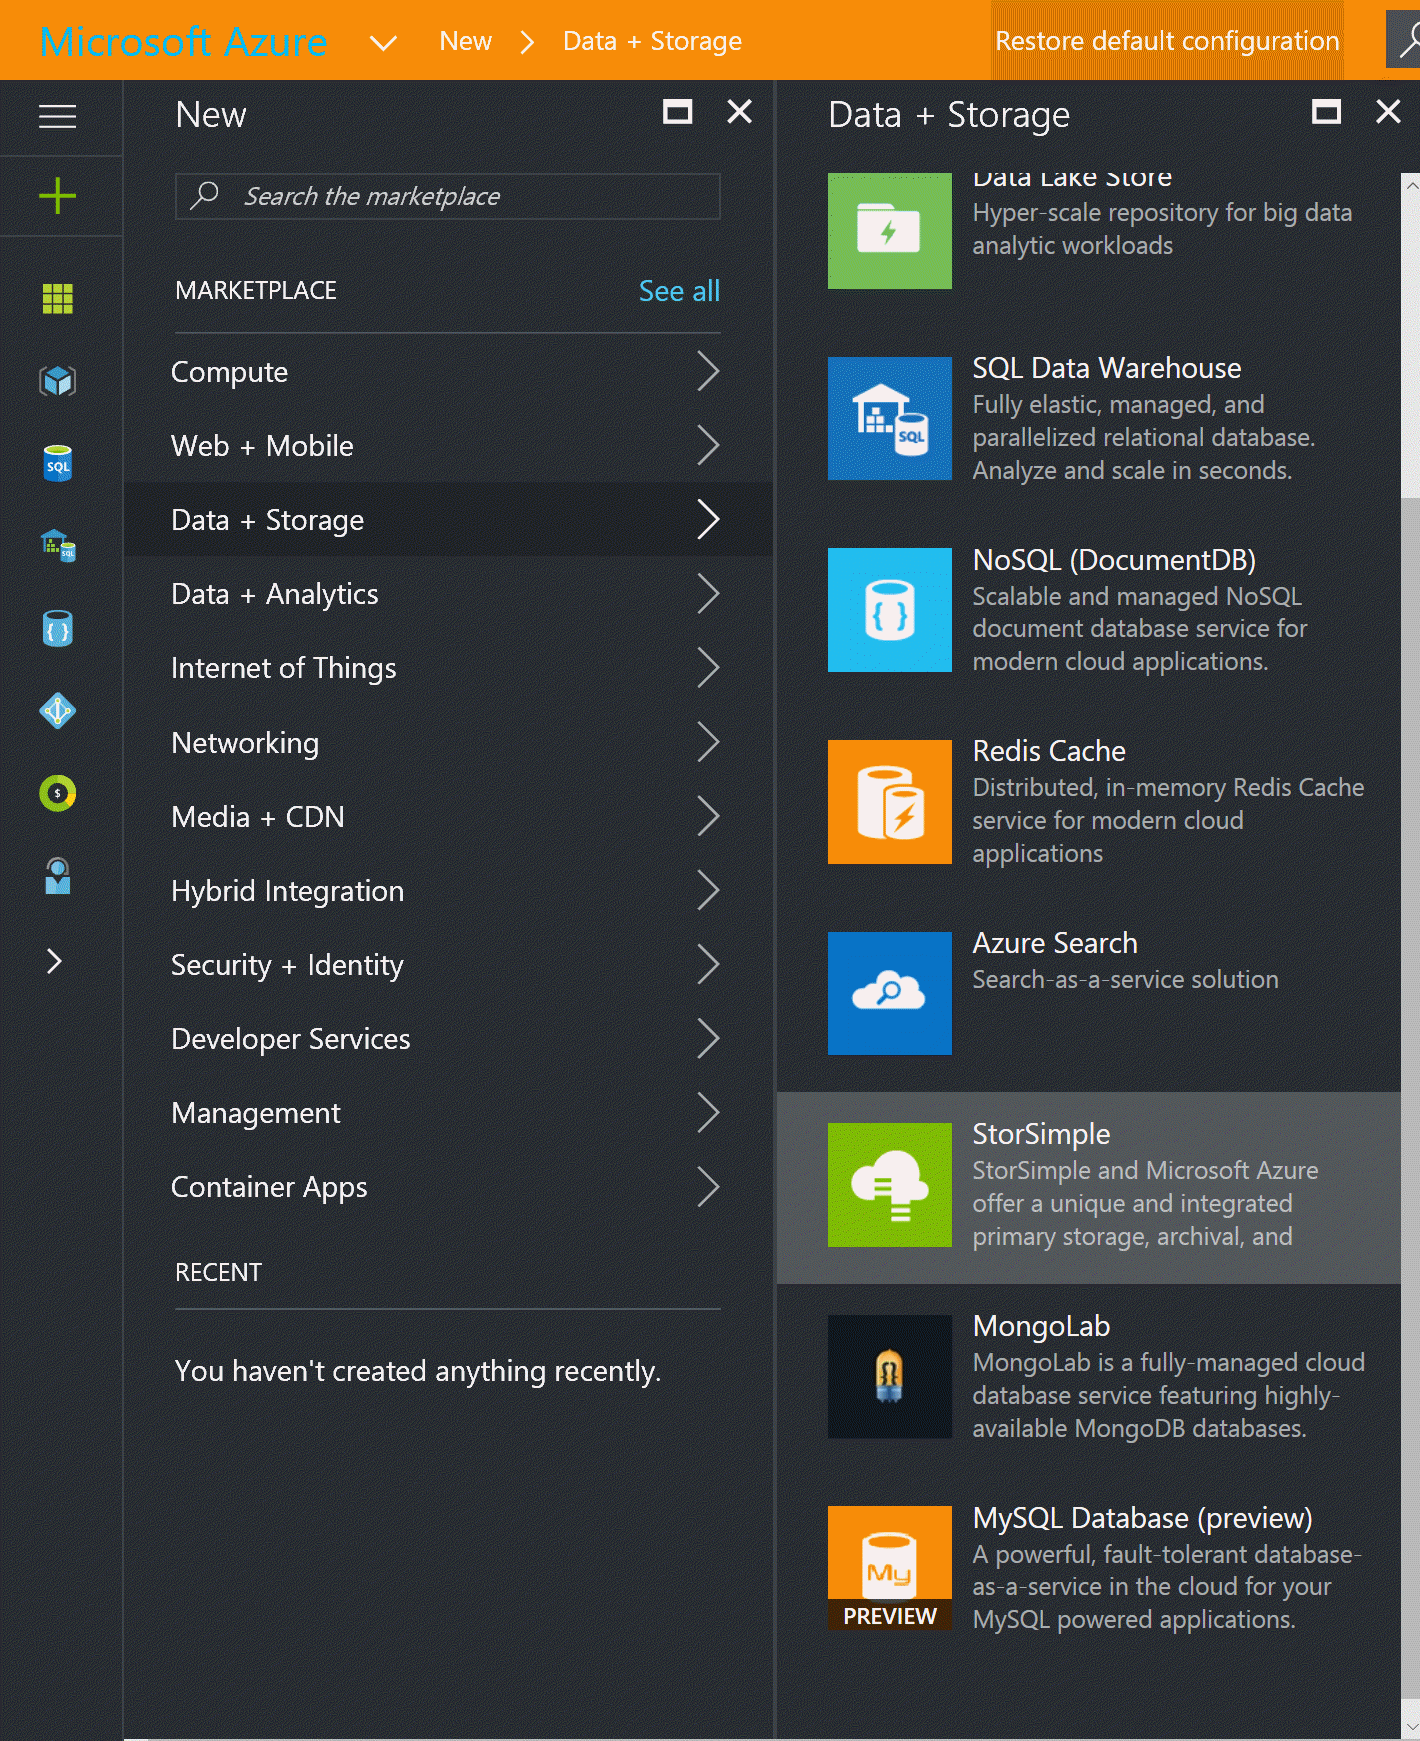 Microsoft Azure
New
Data + Storage
Restore default configuration
New
Search the marketplace
MARKETPLACE
See all
Compute
Web + Mobile
Data + Storage
Data + Analytics
Internet of Things
Networking
Media + CDN
Hybrid Integration
Security + Identity
Developer Services
Management
Container Apps
RECENT
You haven't created anything recently.
SQL
SQL
{ }
$
Data + Storage
Data Lake Store
Hyper-scale repository for big data
analytic workloads
SQL
SQL Data Warehouse
Fully elastic, managed, and
parallelized relational database.
Analyze and scale in seconds.
{ }
NoSQL (DocumentDB)
Scalable and managed NoSQL
document database service for
modern cloud applications.
Redis Cache
Distributed, in-memory Redis Cache
service for modern cloud
applications
Azure Search
Search-as-a-service solution
StorSimple
StorSimple and Microsoft Azure
offer a unique and integrated
primary storage, archival, and
MongoLab
MongoLab is a fully-managed cloud
database service featuring highly-
available MongoDB databases.
My
PREVIEW
MySQL Database (preview)
A powerful, fault-tolerant database-
as-a-service in the cloud for your
MySQL powered applications.